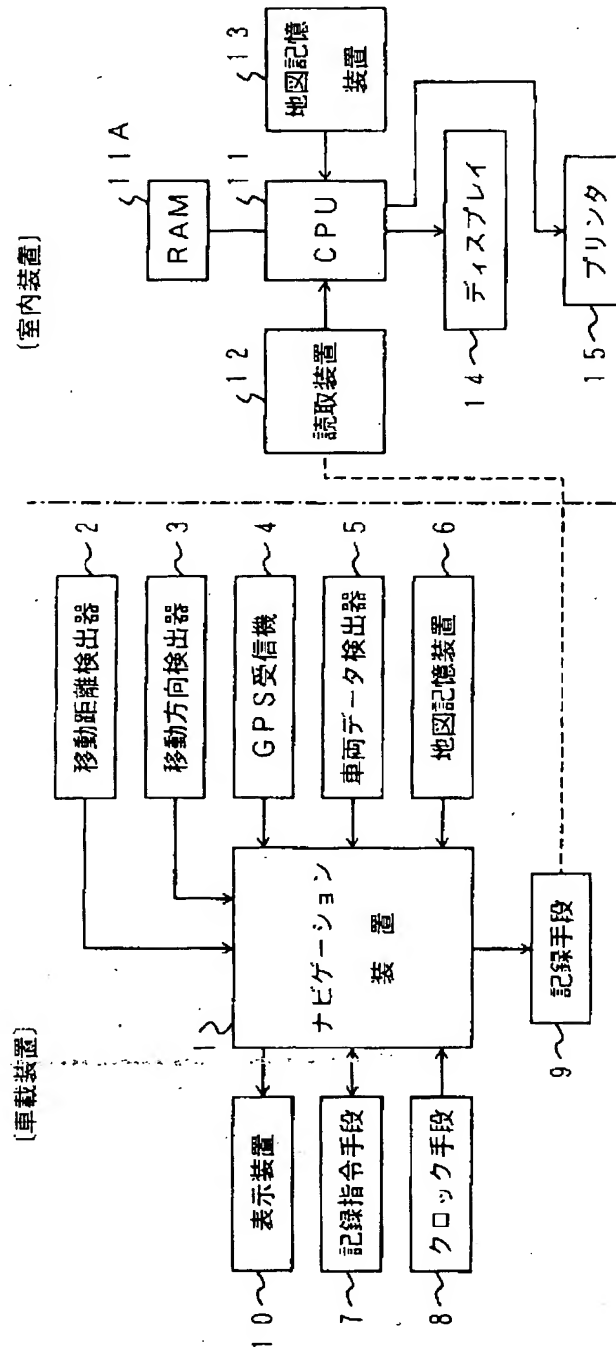 〔車載装置〕
移動距離検出器
2
移動方向検出器
3
GPS受信機
4
車両データ検出器
5
地図記憶装置
6
1
ナビゲーション
装置
表示装置
10
記録指令手段
7
クロック手段
8
記録手段
9
〔室内装置〕
RAM
11A
CPU
11
読取装置
12
地図記憶
装置
13
ディスプレイ
14
プリンタ
15